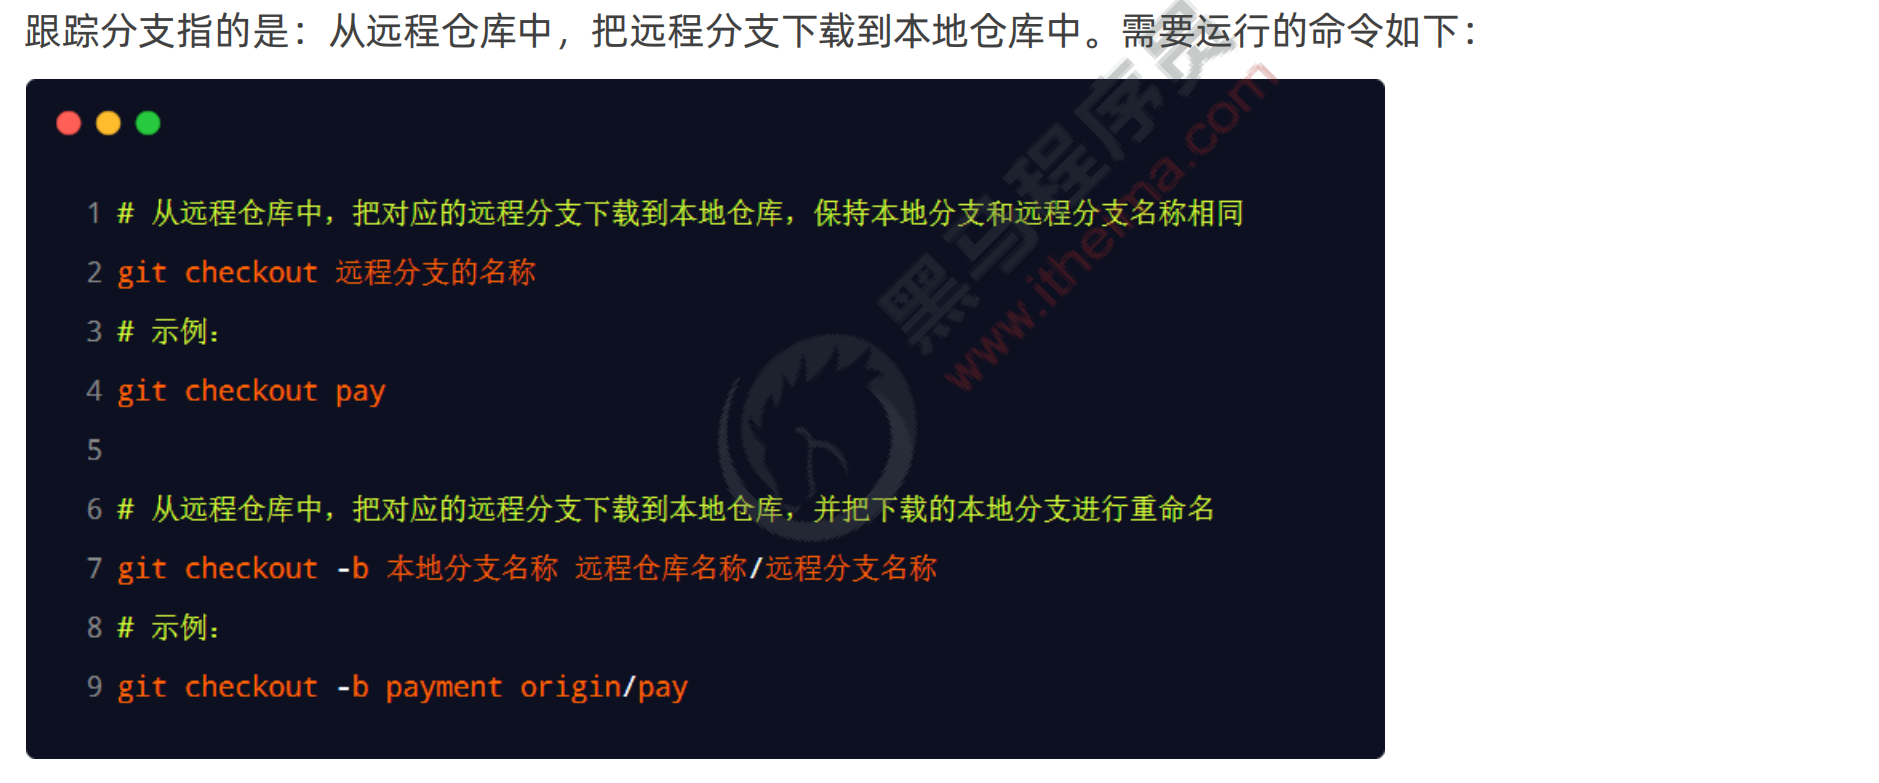 跟踪分支指的是：从远程仓库中，把远程分支下载到本地仓库中。需要运行的命令如下：
1 # 从远程仓库中，把对应的远程分支下载到本地仓库，保持本地分支和远程分支名称相同
2 git checkout 远程分支的名称
3 # 示例：
4 git checkout pay
5
6 # 从远程仓库中，把对应的远程分支下载到本地仓库，并把下载的本地分支进行重命名
7 git checkout -b 本地分支名称 远程仓库名称/远程分支名称
8 # 示例：
9 git checkout -b payment origin/pay
黑马程序员
www.itheima.com